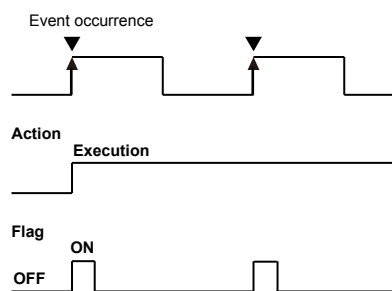 Event occurrence
Action
Execution
Flag
ON
OFF